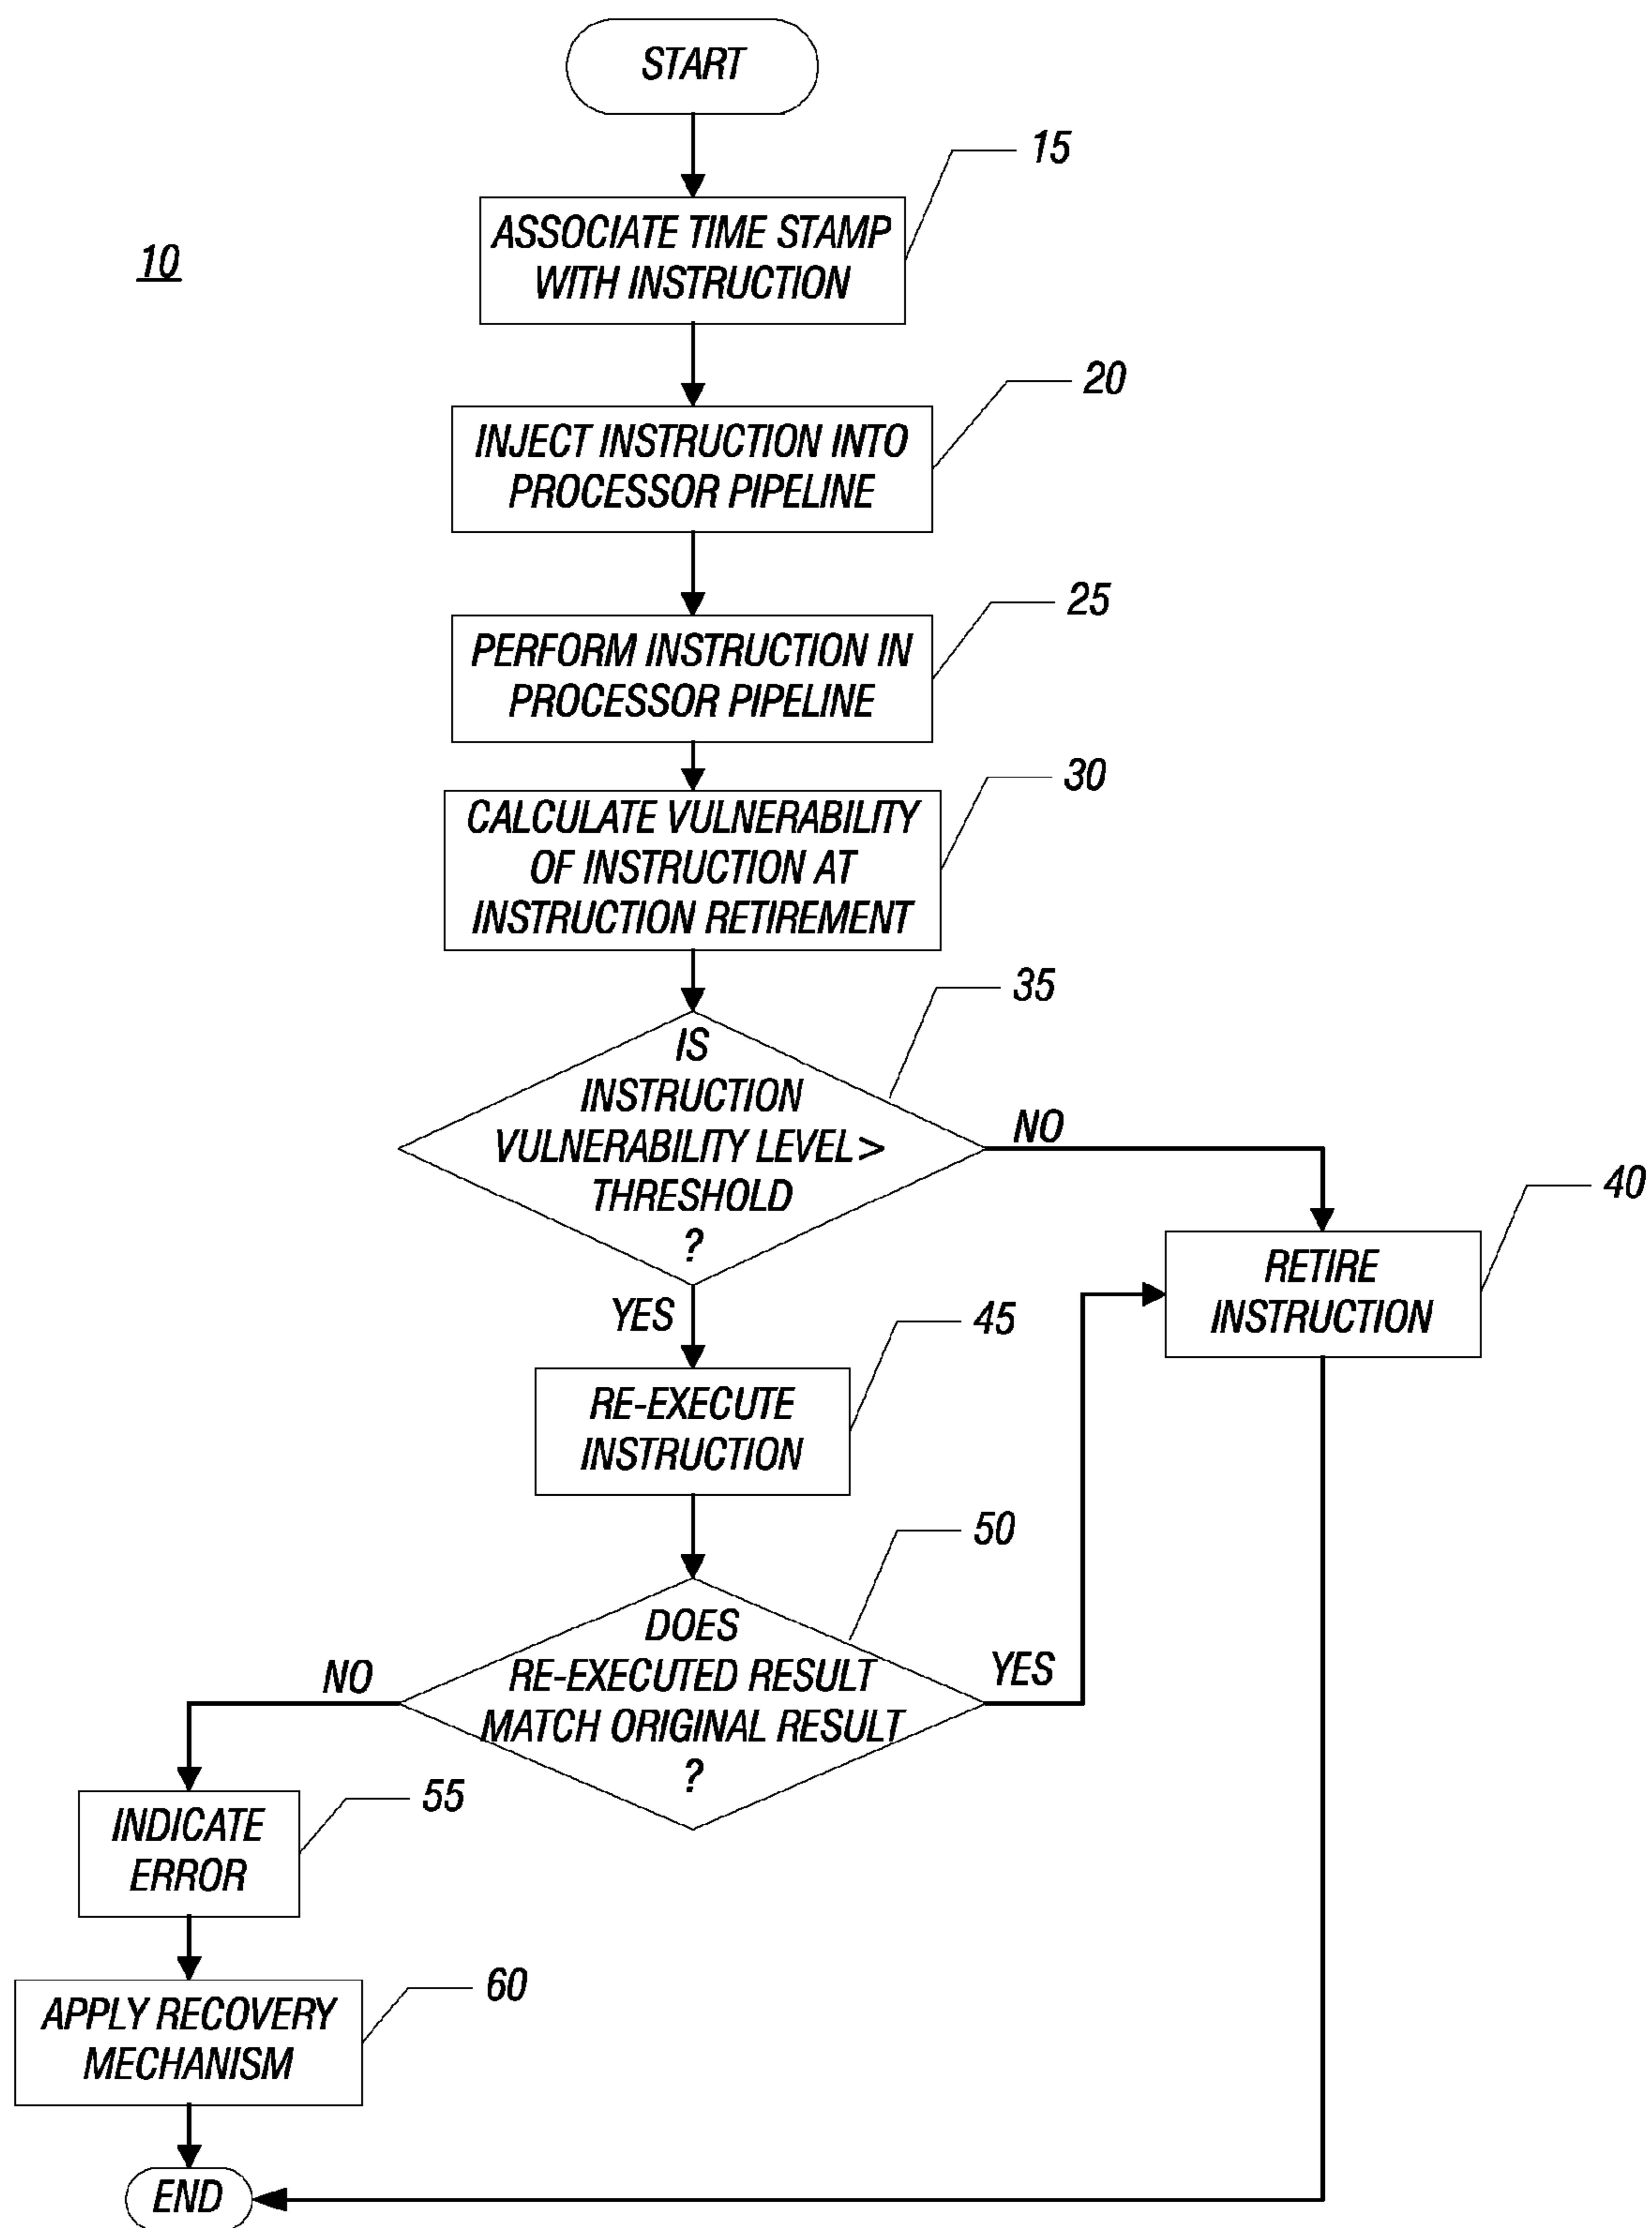 START
15
10
ASSOCIATE TIME STAMP
WITH INSTRUCTION
20
INJECT INSTRUCTION INTO
PROCESSOR PIPELINE
25
PERFORM INSTRUCTION IN
PROCESSOR PIPELINE
30
CALCULATE VULNERABILITY
OF INSTRUCTION AT
INSTRUCTION RETIREMENT
35
IS
INSTRUCTION
VULNERABILITY LEVEL >
THRESHOLD
?
NO
YES
40
RETIRE
INSTRUCTION
45
RE-EXECUTE
INSTRUCTION
50
DOES
RE-EXECUTED RESULT
MATCH ORIGINAL RESULT
?
NO
YES
55
INDICATE
ERROR
60
APPLY RECOVERY
MECHANISM
END